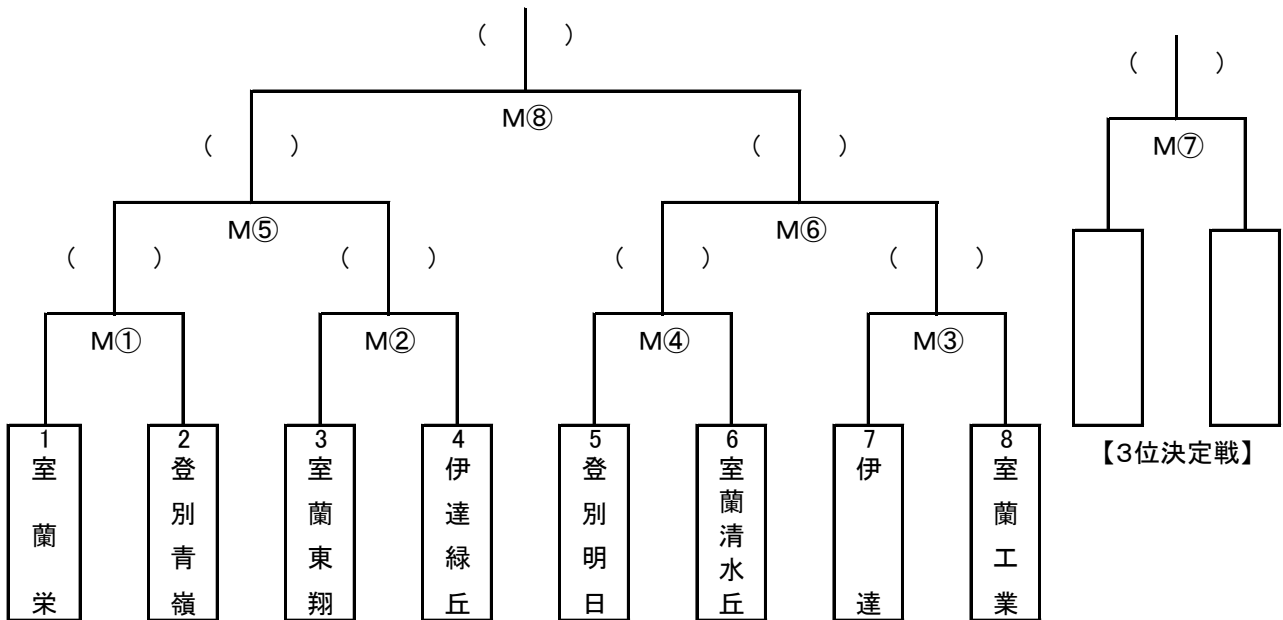 ( )
( )
M⑧
M⑦
( )
( )
M⑤
M⑥
( )
( )
( )
( )
M①
M②
M④
M③
1
室蘭栄
2
登別青嶺
3
室蘭東翔
4
伊達緑丘
5
登別明日
6
室蘭清水丘
7
伊達
8
室蘭工業
【3位決定戦】